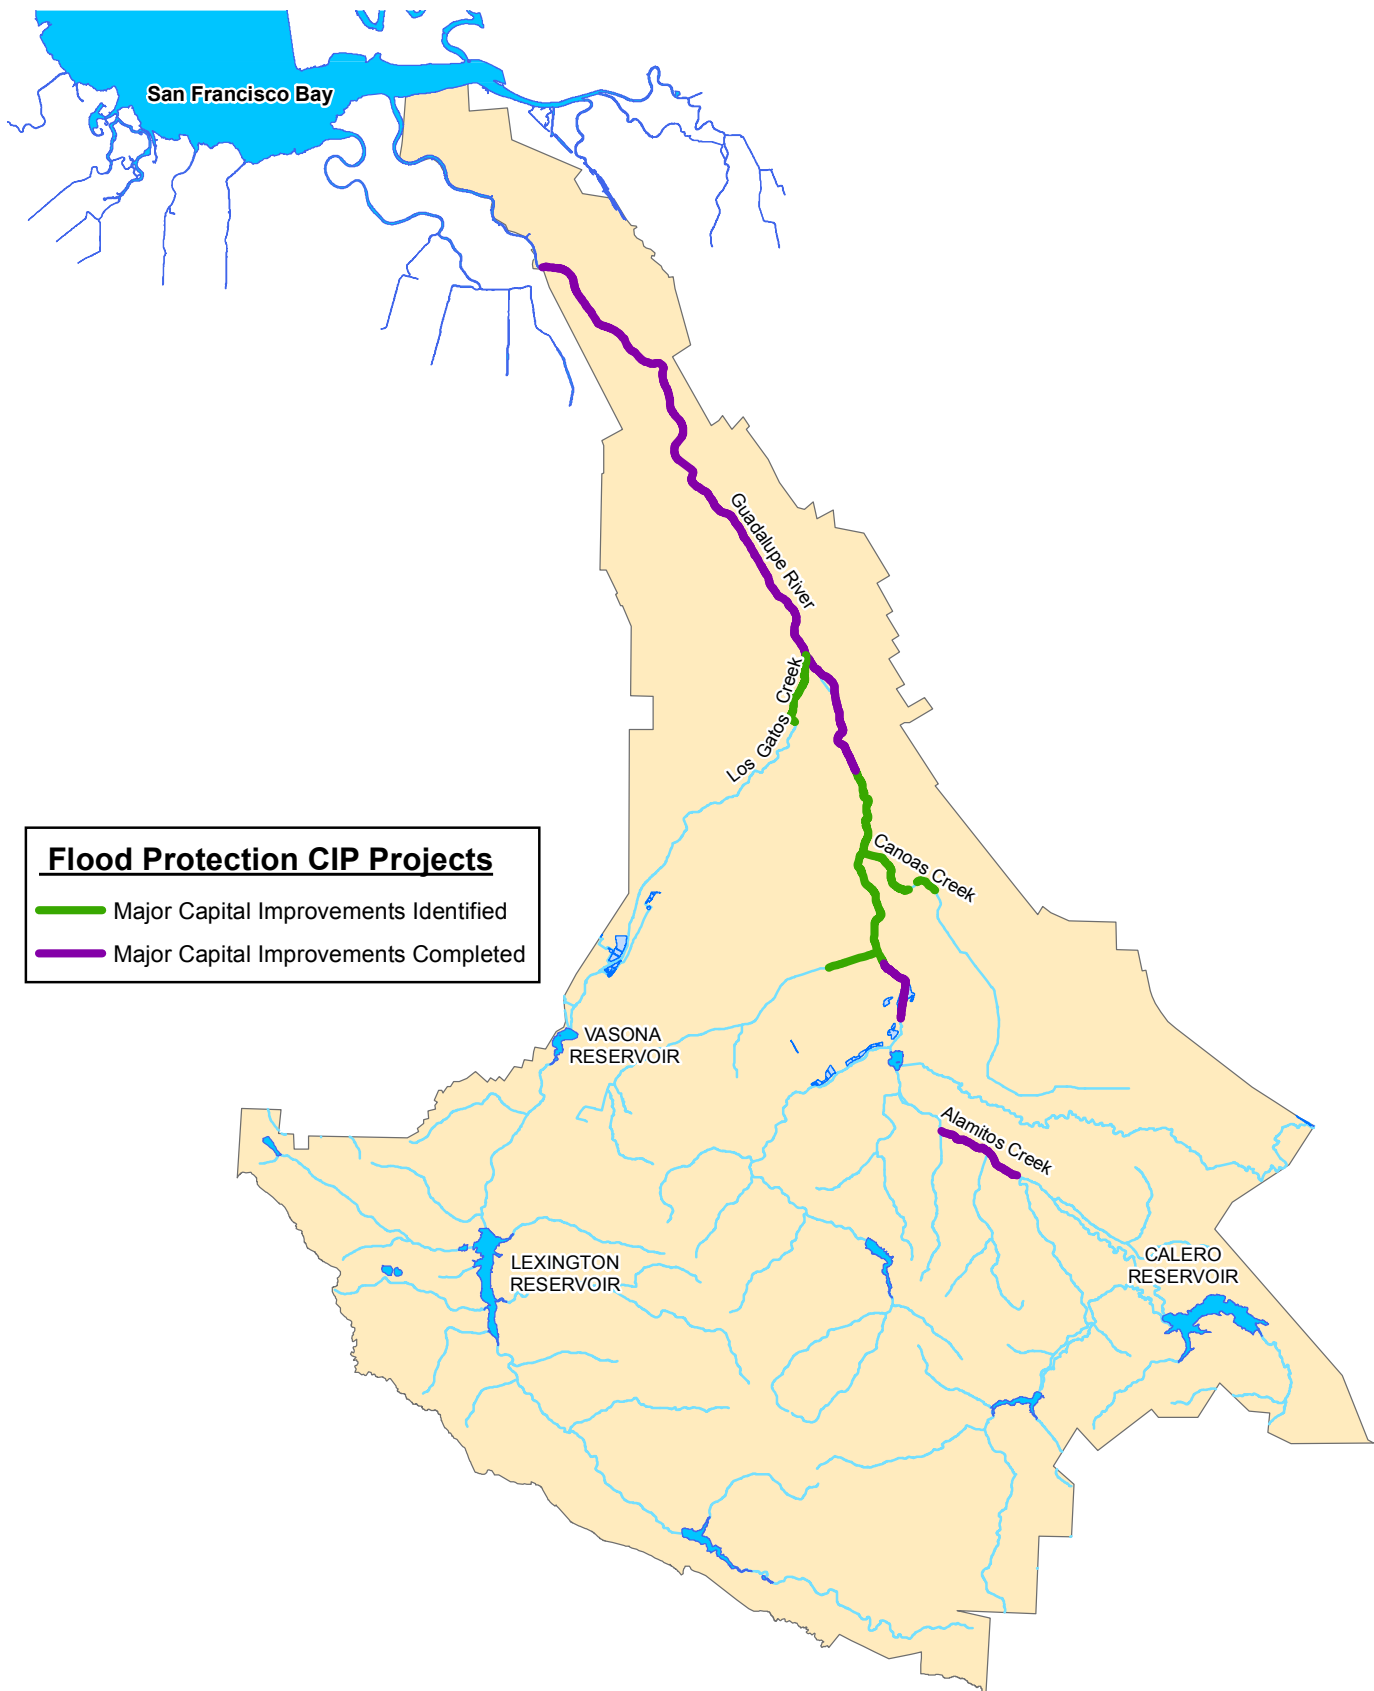 San Francisco Bay
Guadalupe River
Los Gatos Creek
Canoas Creek
Flood Protection CIP Projects
Major Capital Improvements Identified
Major Capital Improvements Completed
VASONA
RESERVOIR
Alamitos Creek
LEXINGTON
RESERVOIR
CALERO
RESERVOIR